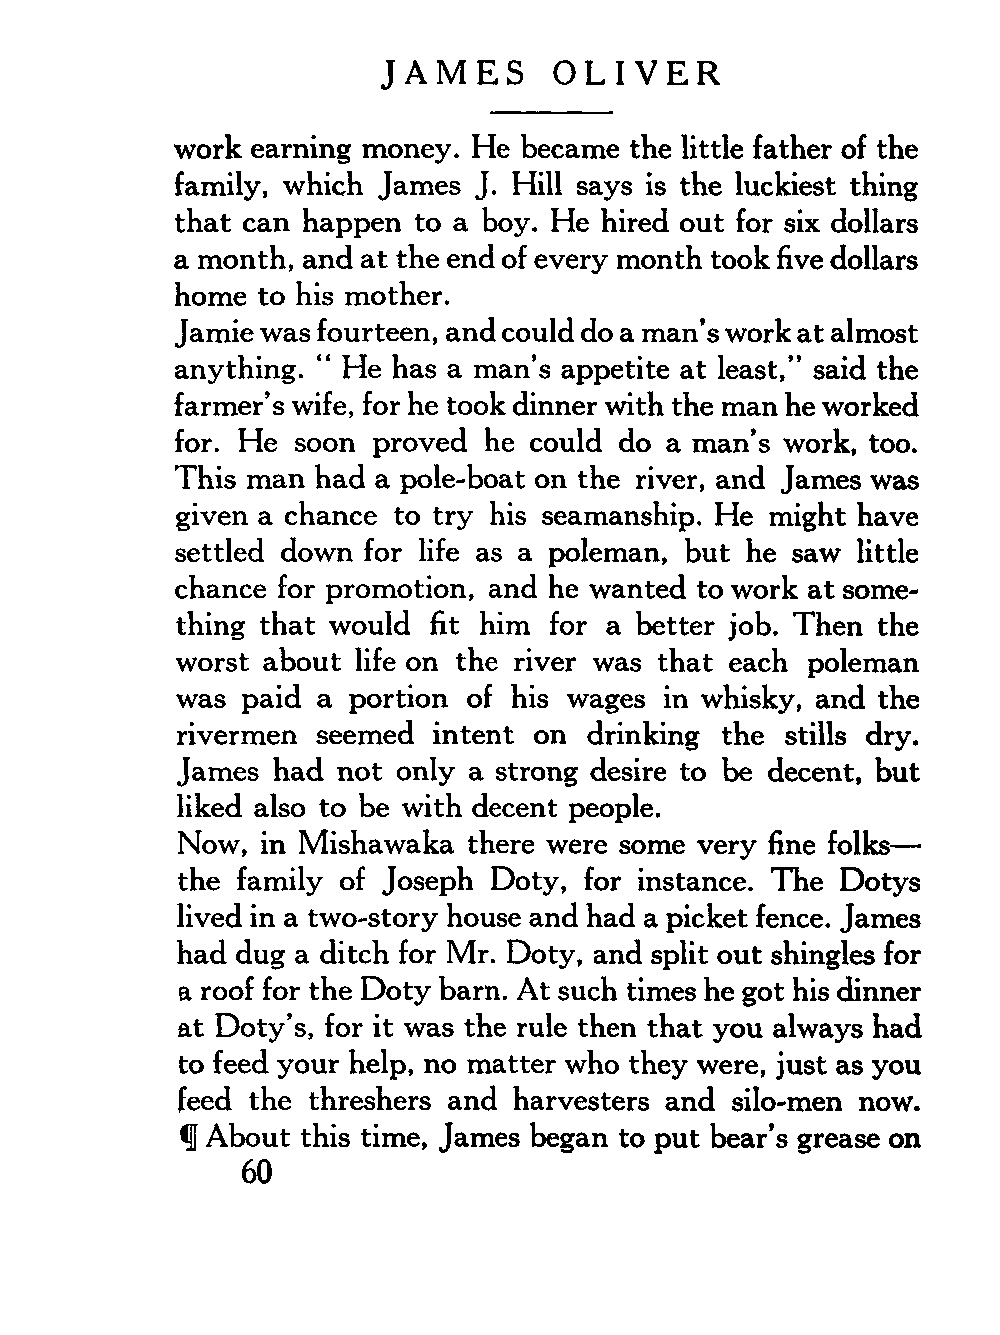 JAMES OLIVER
work earning money. He became the little father of the
family, which James J. Hill says is the luckiest thing
that can happen to a boy. He hired out for six dollars
a month, and at the end of every month took five dollars
home to his mother.
Jamie was fourteen, and could do a man's work at almost
anything. “ He has a man's appetite at least,” said the
farmer's wife, for he took dinner with the man he worked
for. He soon proved he could do a man's work, too.
This man had a pole-boat on the river, and James was
given a chance to try his seamanship. He might have
settled down for life as a poleman, but he saw little
chance for promotion, and he wanted to work at some-
thing that would fit him for a better job. Then the
worst about life on the river was that each poleman
was paid a portion of his wages in whisky, and the
rivermen seemed intent on drinking the stills dry.
James had not only a strong desire to be decent, but
liked also to be with decent people.
Now, in Mishawaka there were some very fine folks—
the family of Joseph Doty, for instance. The Dotys
lived in a two-story house and had a picket fence. James
had dug a ditch for Mr. Doty, and split out shingles for
a roof for the Doty barn. At such times he got his dinner
at Doty's, for it was the rule then that you always had
to feed your help, no matter who they were, just as you
feed the threshers and harvesters and silo-men now.
¶ About this time, James began to put bear's grease on
60